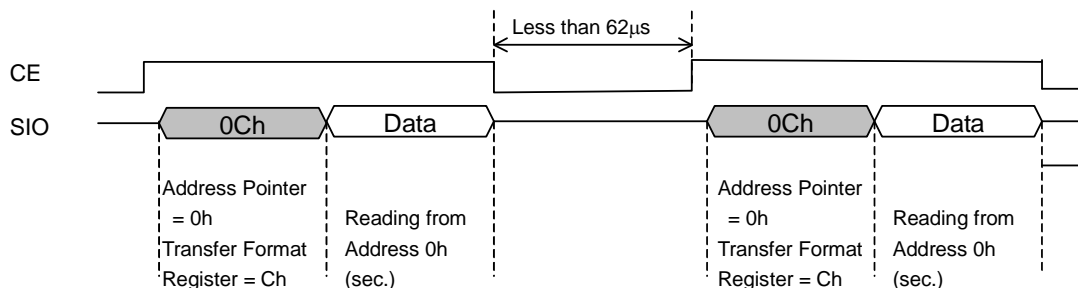 Less than 62μs
CE
SIO
0Ch Data 0Ch Data
Address Pointer
= 0h
Transfer Format
Register = Ch
Reading from
Address 0h
(sec.)
Address Pointer
= 0h
Transfer Format
Register = Ch
Reading from
Address 0h
(sec.)